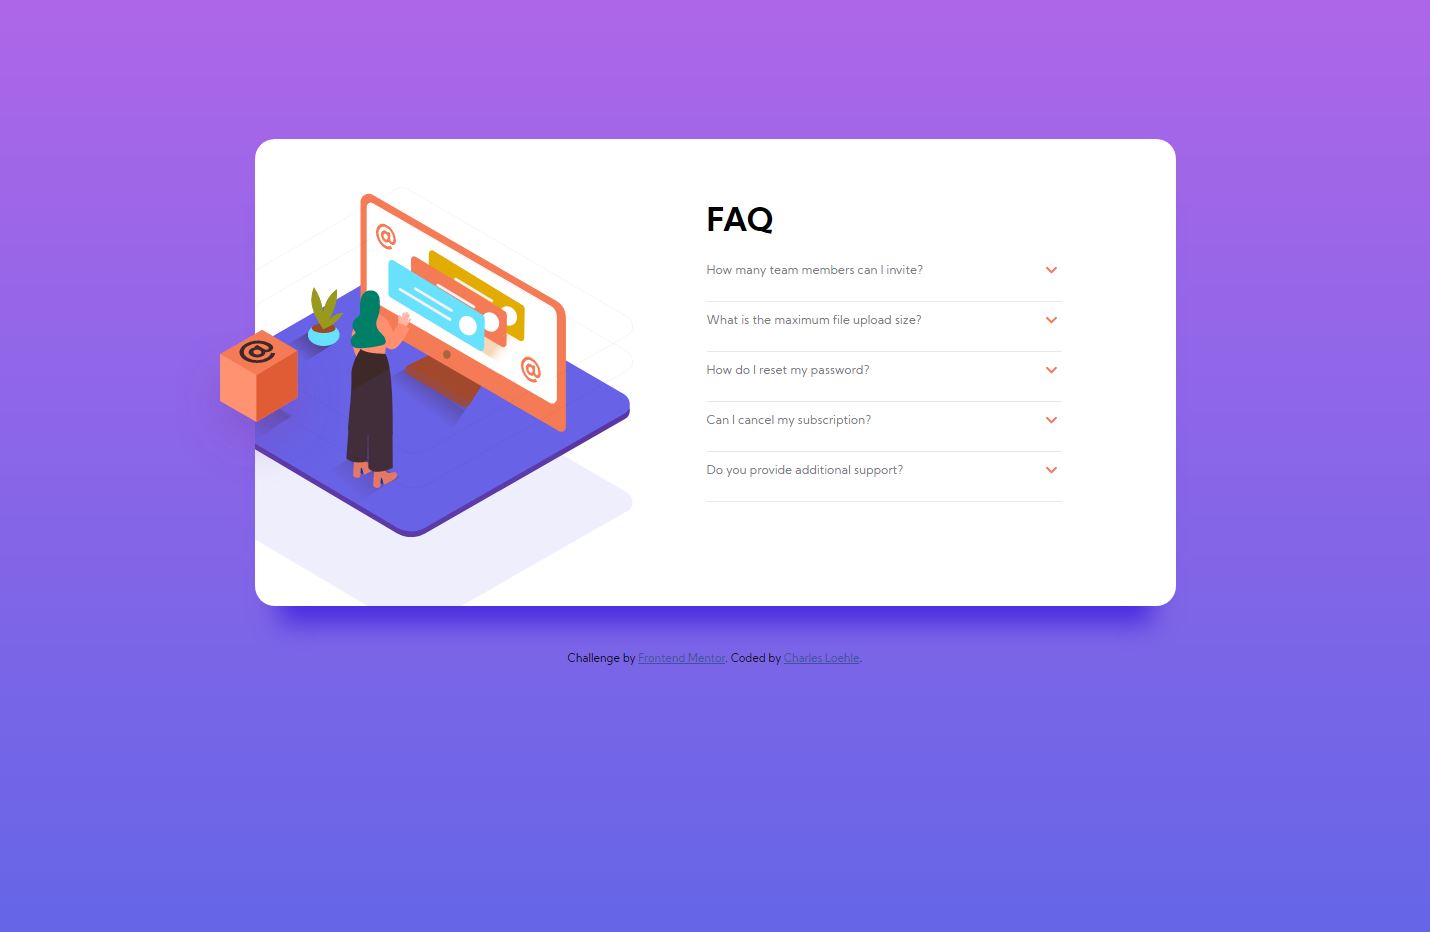 @
@
@
FAQ
How many team members can I invite?
What is the maximum file upload size?
How do I reset my password?
Can I cancel my subscription?
Do you provide additional support?
Challenge by Frontend Mentor. Coded by Charles Loehle.